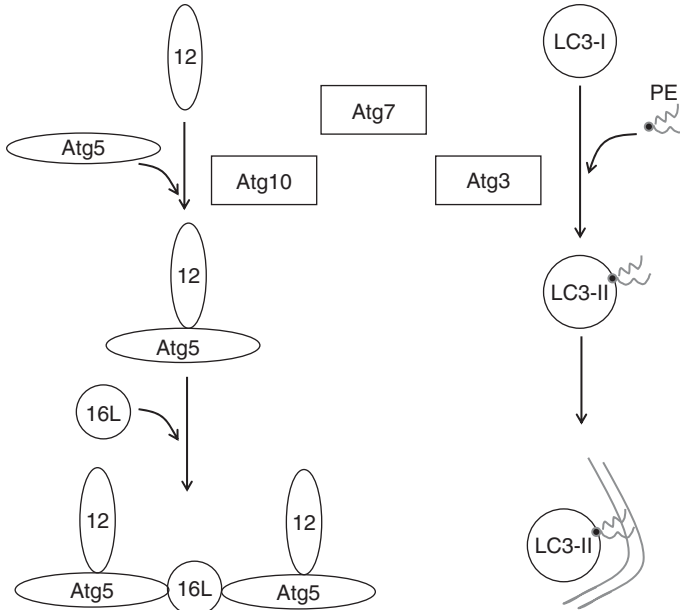 12
LC3-I
Atg7
PE
Atg5
Atg10
Atg3
12
LC3-II
Atg5
16L
12
12
LC3-II
Atg5
16L
Atg5